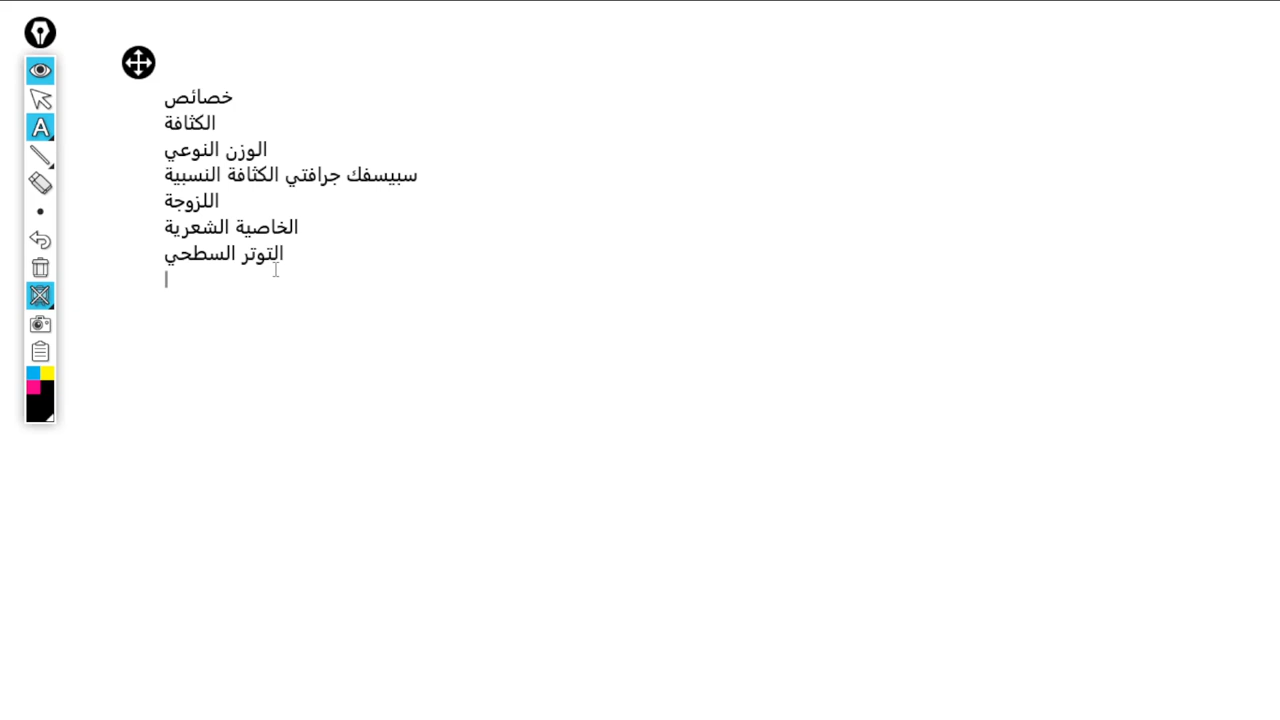 خصائص
الكثافة
الوزن النوعي
سبيسفك جرافتي الكثافة النسبية
اللزوجة
الخاصية الشعرية
التوتر السطحي